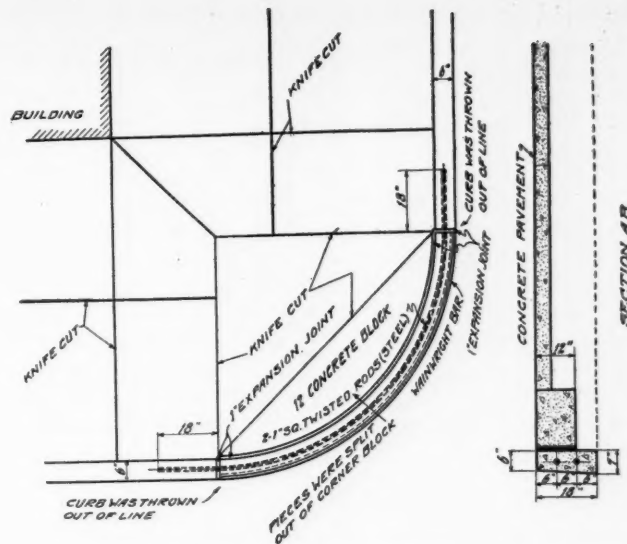 BUILDING
KNIFE CUT
6"
18"
CURB WAS THROWN
OUT OF LINE
1" EXPANSION JOINT
WAINWRIGHT BAR
KNIFE CUT
KNIFE CUT
1" EXPANSION JOINT
12" CONCRETE BLOCK
2-1" SQ. TWISTED RODS (STEEL)
PIECES WERE SPLIT
OUT OF CORNER BLOCK
18"
6"
CURB WAS THROWN
OUT OF LINE
CONCRETE PAVEMENT
SECTION A.B.
12"
6"
6"
6"
6"
18"